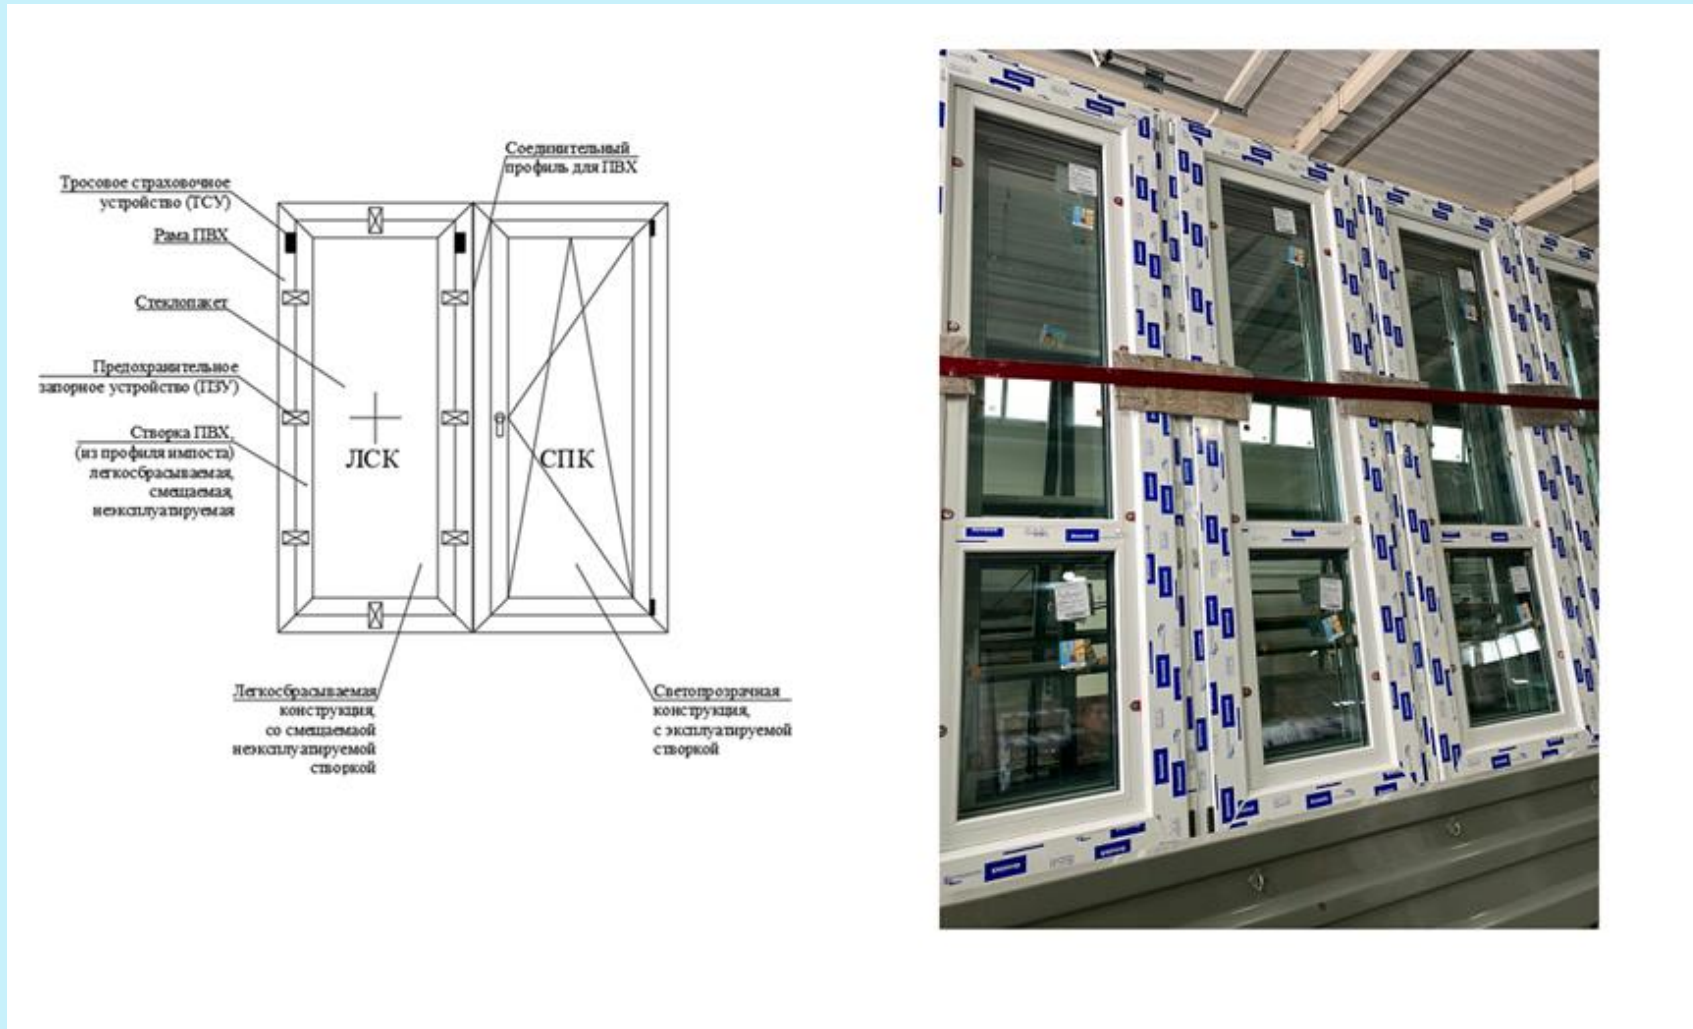 Соединительный
профиль для ПВХ
Тросовое страховочное
устройство (ТСУ)
Рама ПВХ
Стеклопакет
Предохранительное
запорное устройство (ПЗУ)
Створка ПВХ,
(из профиля импоста)
легкосбрасываемая,
смещаемая,
неэксплуатируемая
ЛСК
СПК
Легкосбрасываемая
конструкция,
со смещаемаой
неэксплуатируемой
створкой
Светопрозрачная
конструкция,
с эксплуатируемой
створкой